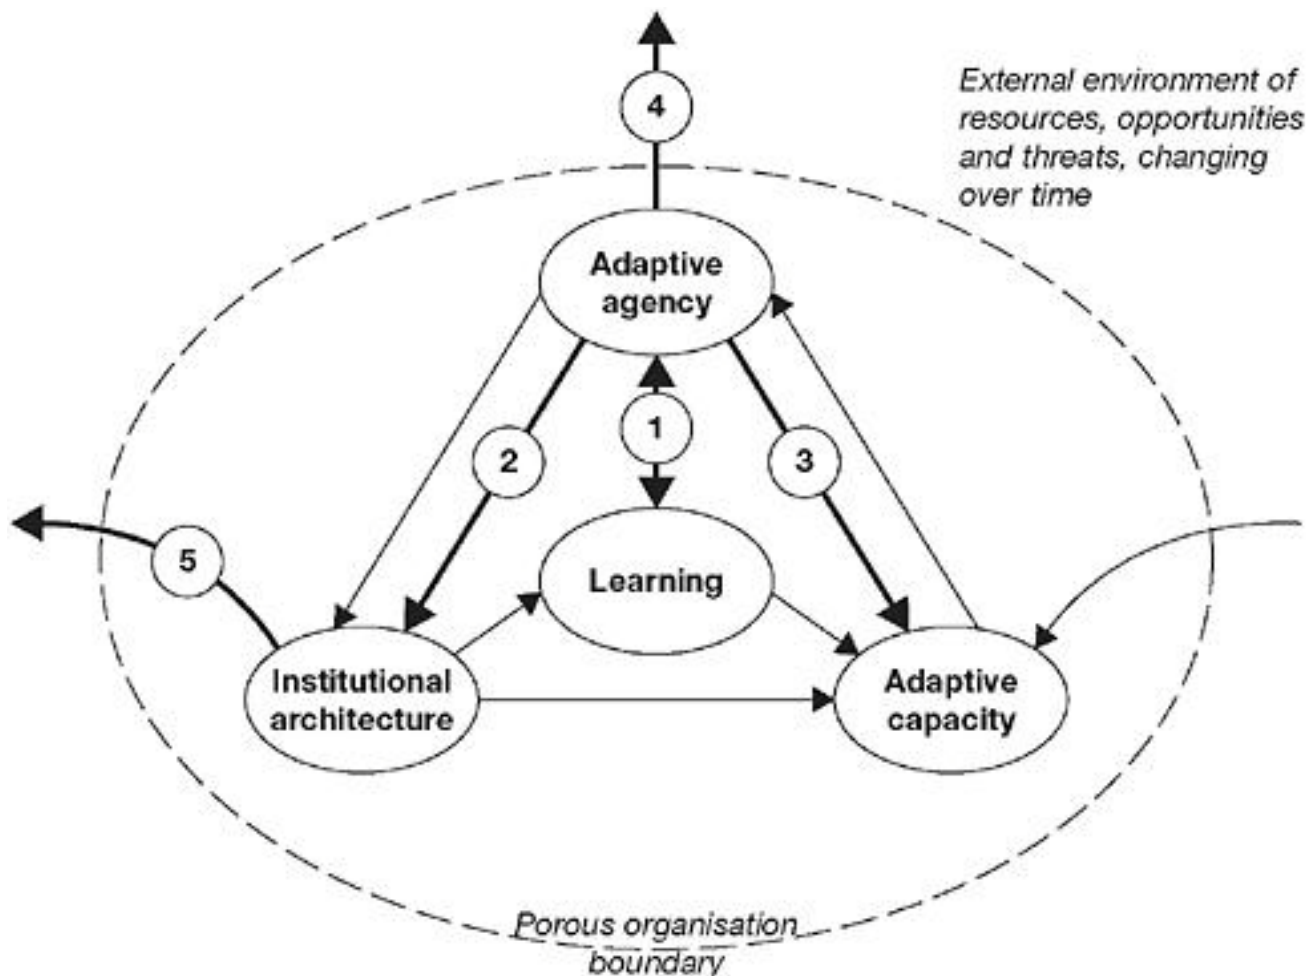 4
External environment of
resources, opportunities
and threats, changing
over time
Adaptive
agency
1
2
3
5
Learning
Institutional
architecture
Adaptive
capacity
Porous organisation
boundary